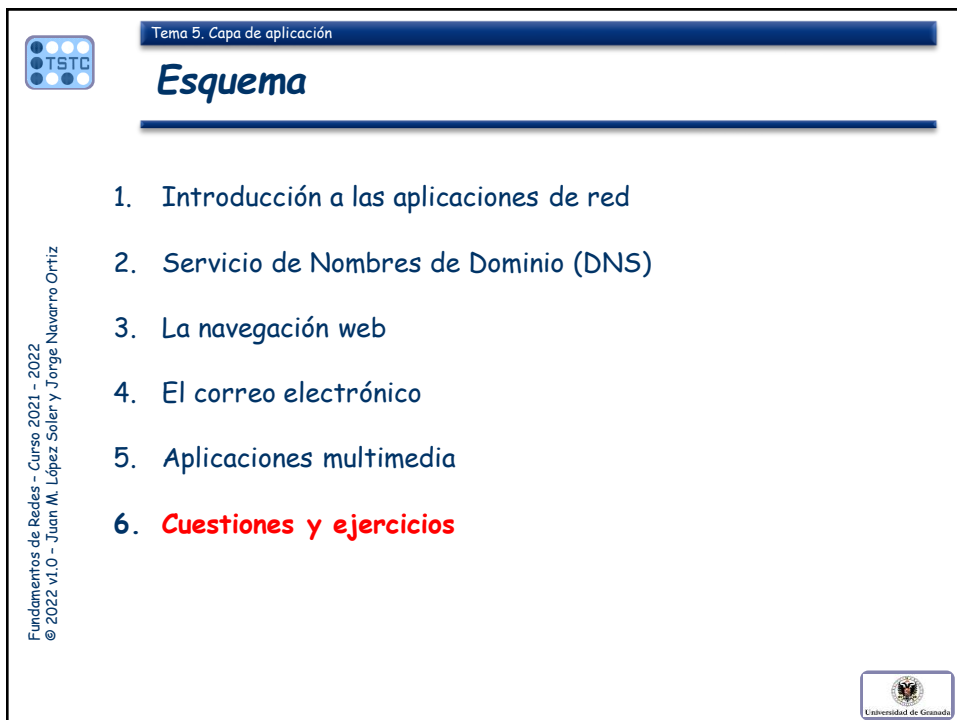 Tema 5. Capa de aplicación
TSTC
Esquema
1. Introducción a las aplicaciones de red
2. Servicio de Nombres de Dominio (DNS)
3. La navegación web
4. El correo electrónico
5. Aplicaciones multimedia
6. Cuestiones y ejercicios
Fundamentos de Redes - Curso 2021 - 2022
© 2022 v1.0 - Juan M. López Soler y Jorge Navarro Ortiz
Universidad de Granada